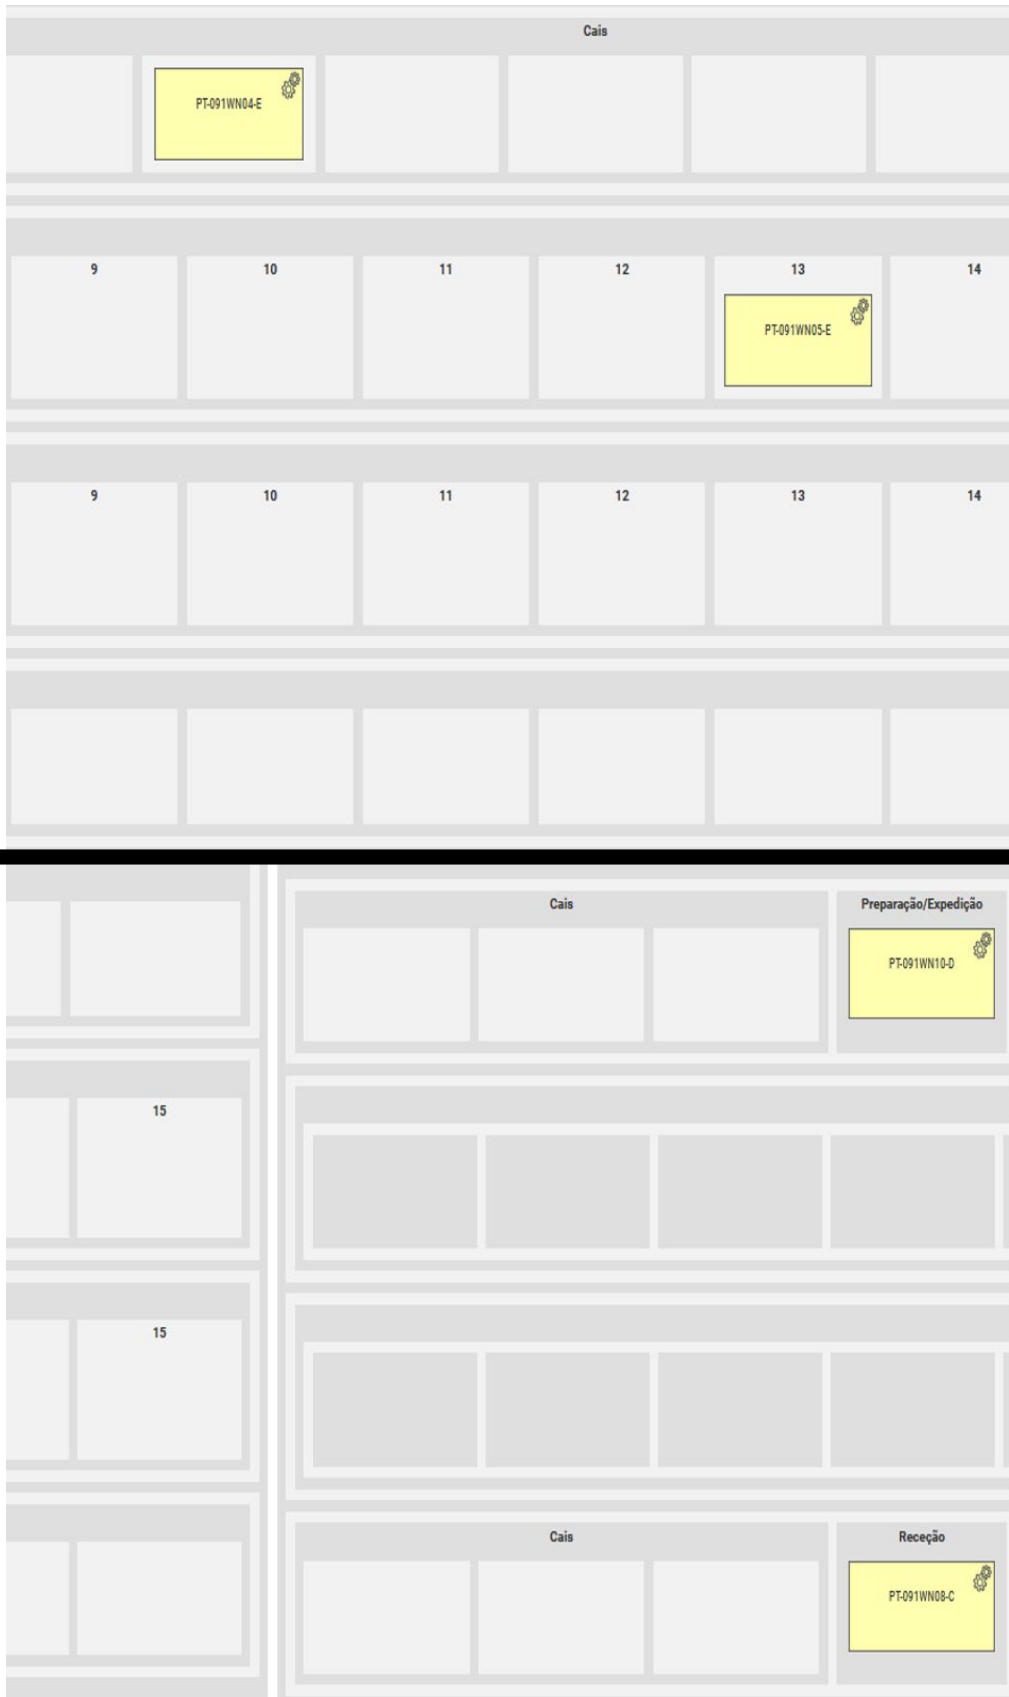 Cais
PT-091WN04-E
9 10 11 12 13 14
PT-091WN05-E
9 10 11 12 13 14
Cais Preparação/Expedição
PT-091WN10-D
15
15
Cais Receção
PT-091WN08-C